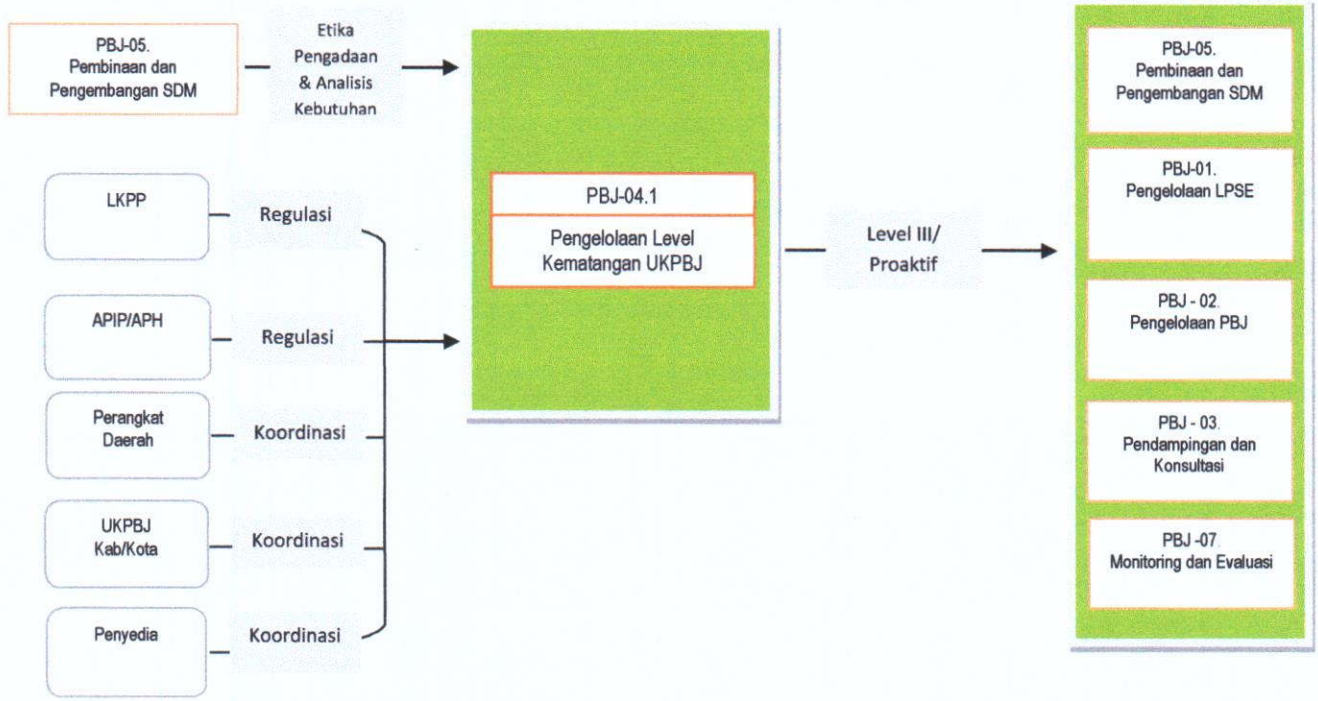 PBJ-05.
Pembinaan dan
Pengembangan SDM
Etika
Pengadaan
& Analisis
Kebutuhan
LKPP
Regulasi
APIP/APH
Regulasi
Perangkat
Daerah
Koordinasi
UKPBJ
Kab/Kota
Koordinasi
Penyedia
Koordinasi
PBJ-04.1
Pengelolaan Level
Kematangan UKPBJ
Level III/
Proaktif
PBJ-05.
Pembinaan dan
Pengembangan SDM
PBJ-01.
Pengelolaan LPSE
PBJ - 02.
Pengelolaan PBJ
PBJ - 03.
Pendampingan dan
Konsultasi
PBJ -07.
Monitoring dan Evaluasi